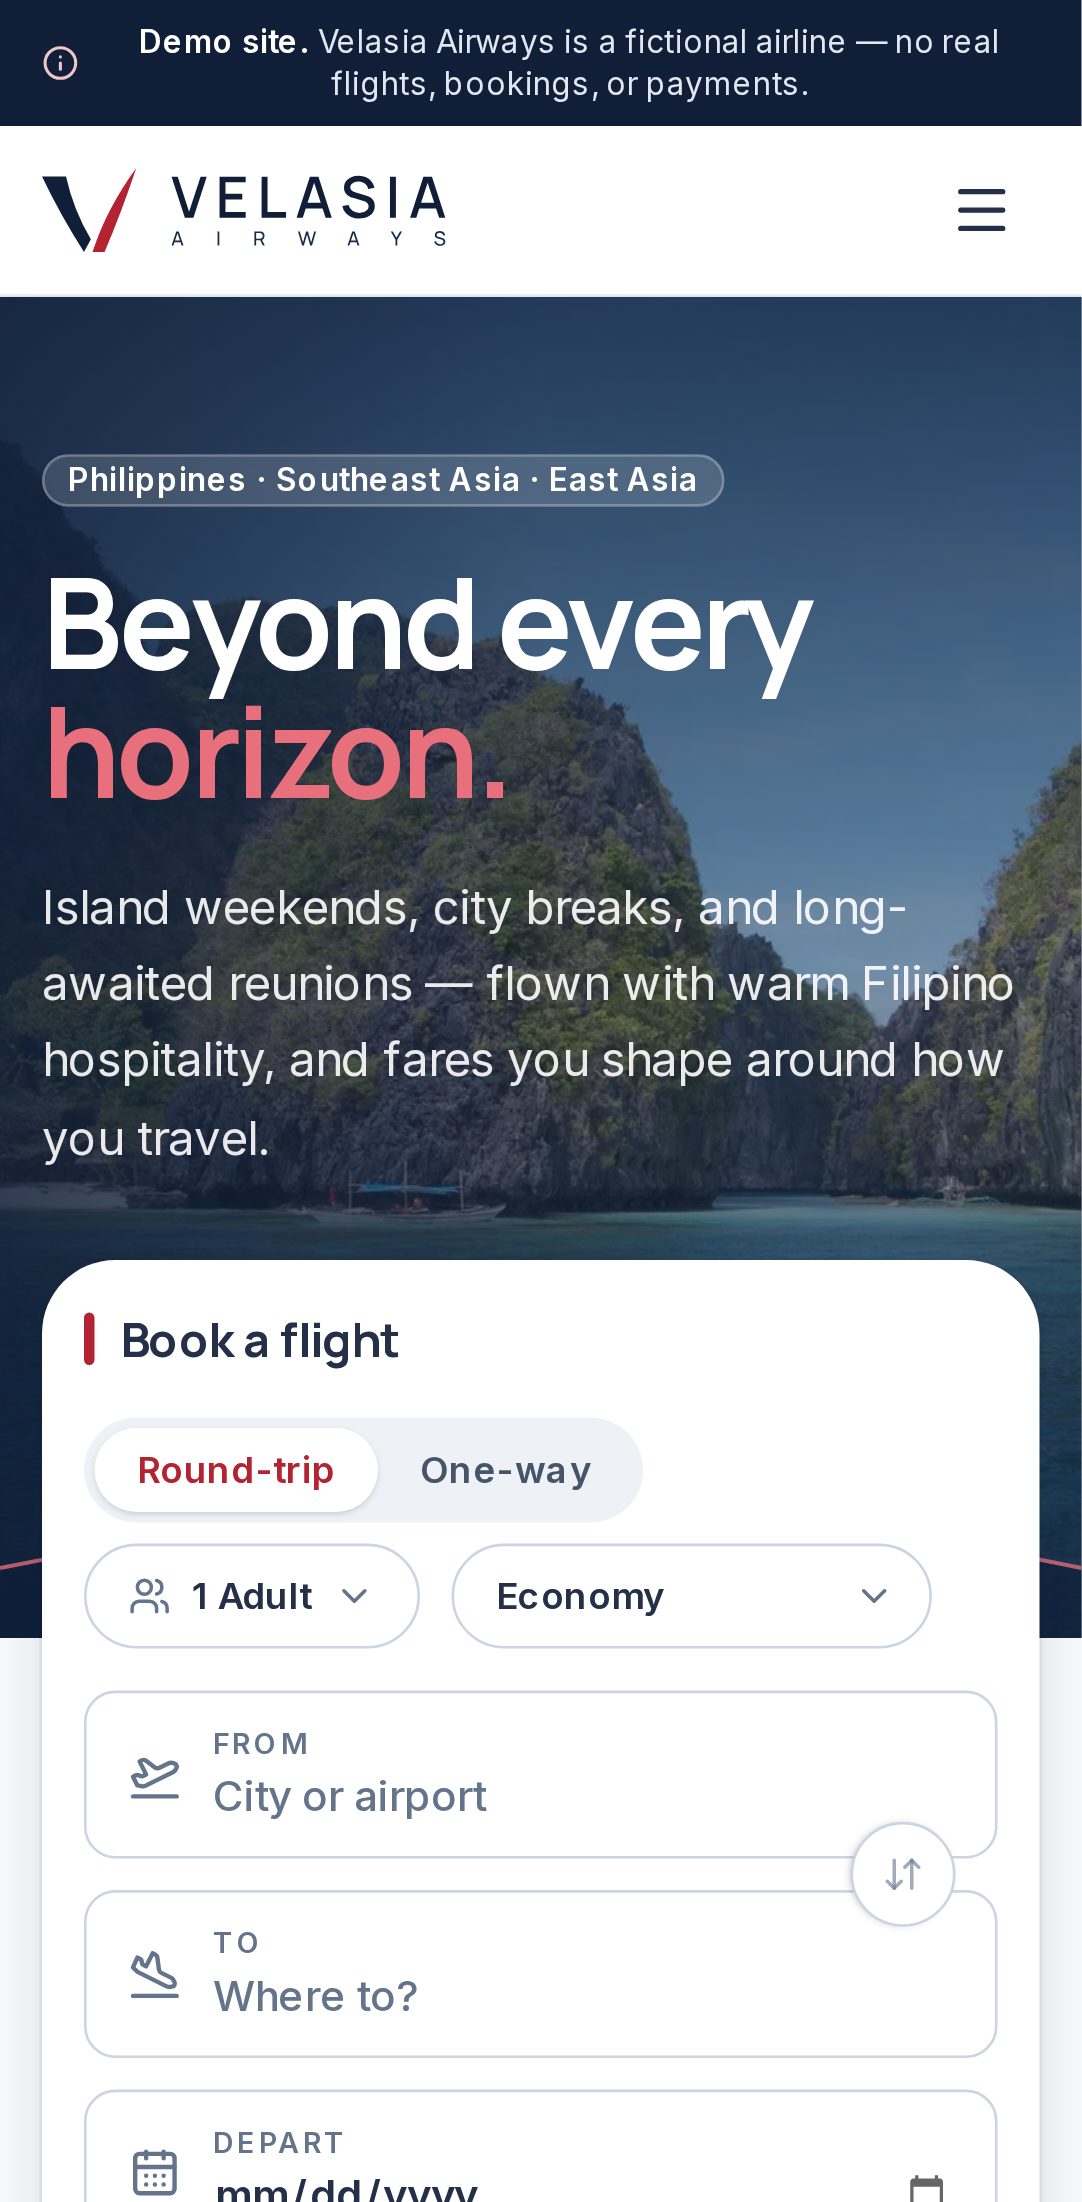 Demo site. Velasia Airways is a fictional airline — no real
flights, bookings, or payments.
VELASIA
AIRWAYS
Philippines · Southeast Asia · East Asia
Beyond every
horizon.
Island weekends, city breaks, and long-
awaited reunions — flown with warm Filipino
hospitality, and fares you shape around how
you travel.
Book a flight
Round-trip One-way
1 Adult Economy
FROM
City or airport
TO
Where to?
DEPART
mm/dd/yyyy